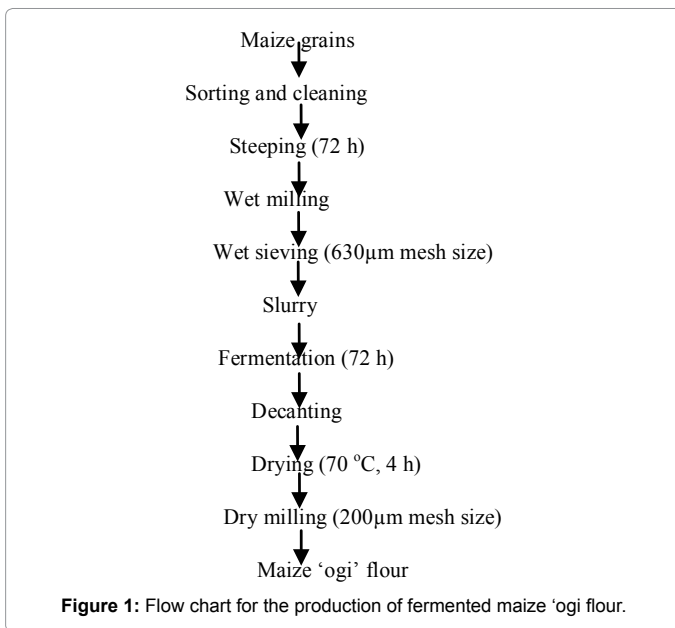 Maize grains
Sorting and cleaning
Steeping (72 h)
Wet milling
Wet sieving (630µm mesh size)
Slurry
Fermentation (72 h)
Decanting
Drying (70 °C, 4 h)
Dry milling (200µm mesh size)
Maize ‘ogi’ flour
Figure 1: Flow chart for the production of fermented maize ‘ogi flour.